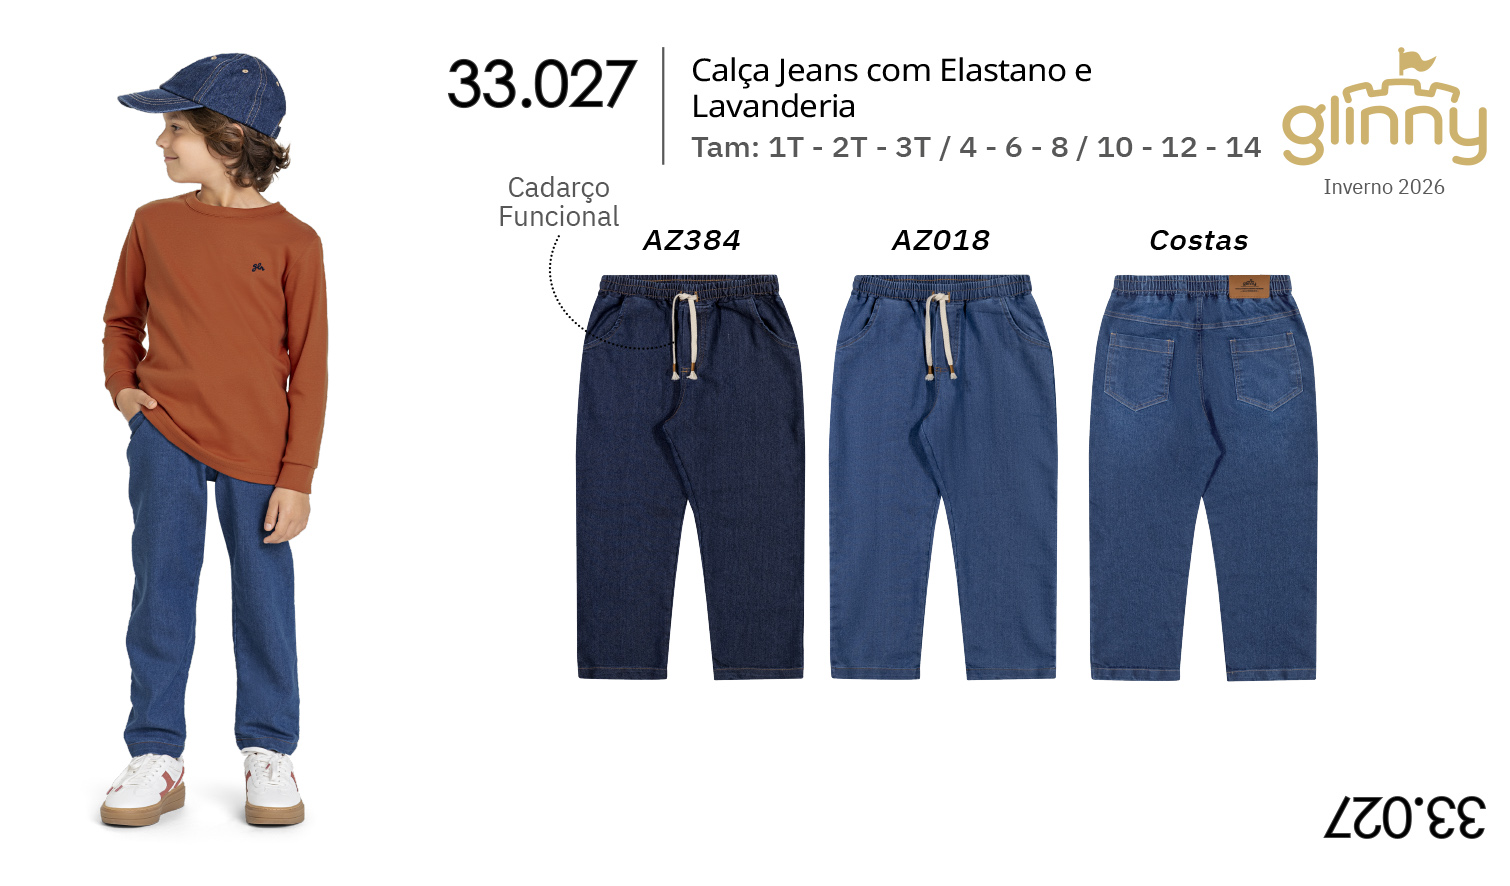 33.027
Calça Jeans com Elastano e
Lavanderia
Tam: 1T - 2T - 3T / 4 - 6 - 8 / 10 - 12 - 14
glinny
Inverno 2026
Cadarço
Funcional
AZ384
AZ018
Costas
glinny
33.027